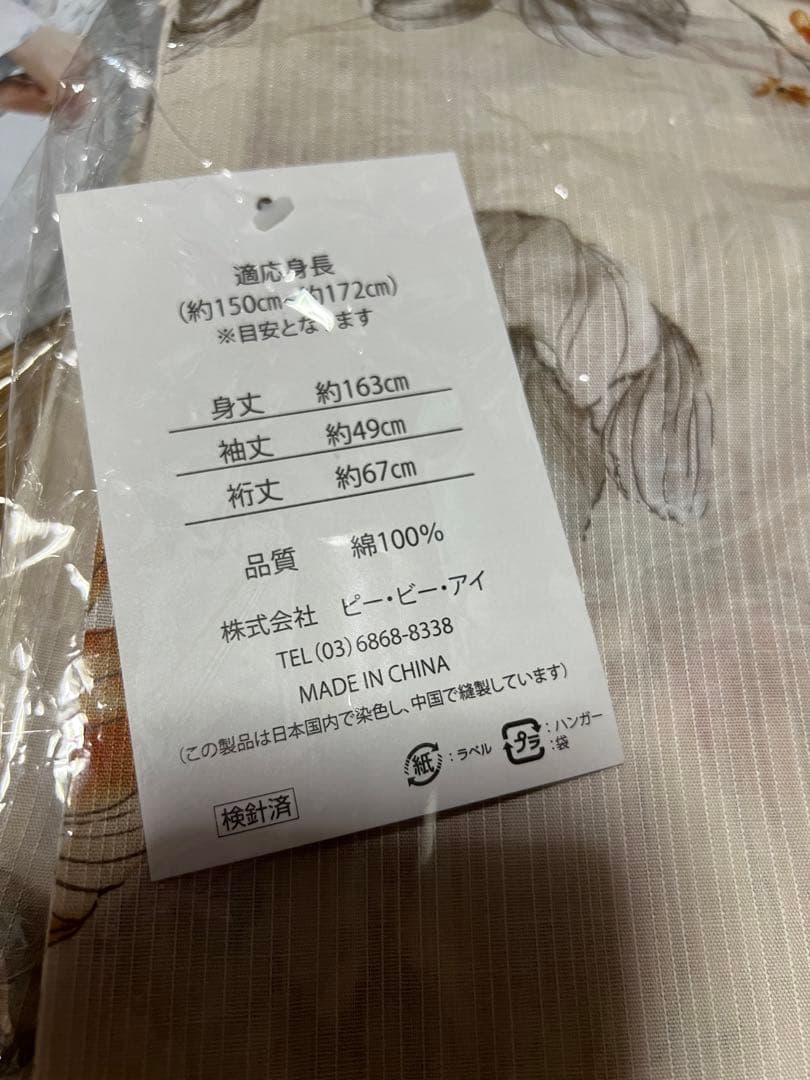 適応身長
(約150cm~約172cm)
※目安となります
身丈 約163cm
袖丈 約49cm
裄丈 約67cm
品質 綿100%
株式会社 ピー・ビー・アイ
TEL(03)6868-8338
MADE IN CHINA
(この製品は日本国内で染色し、中国で縫製しています)
紙:ラベル プラ:ハンガー
:袋
検針済